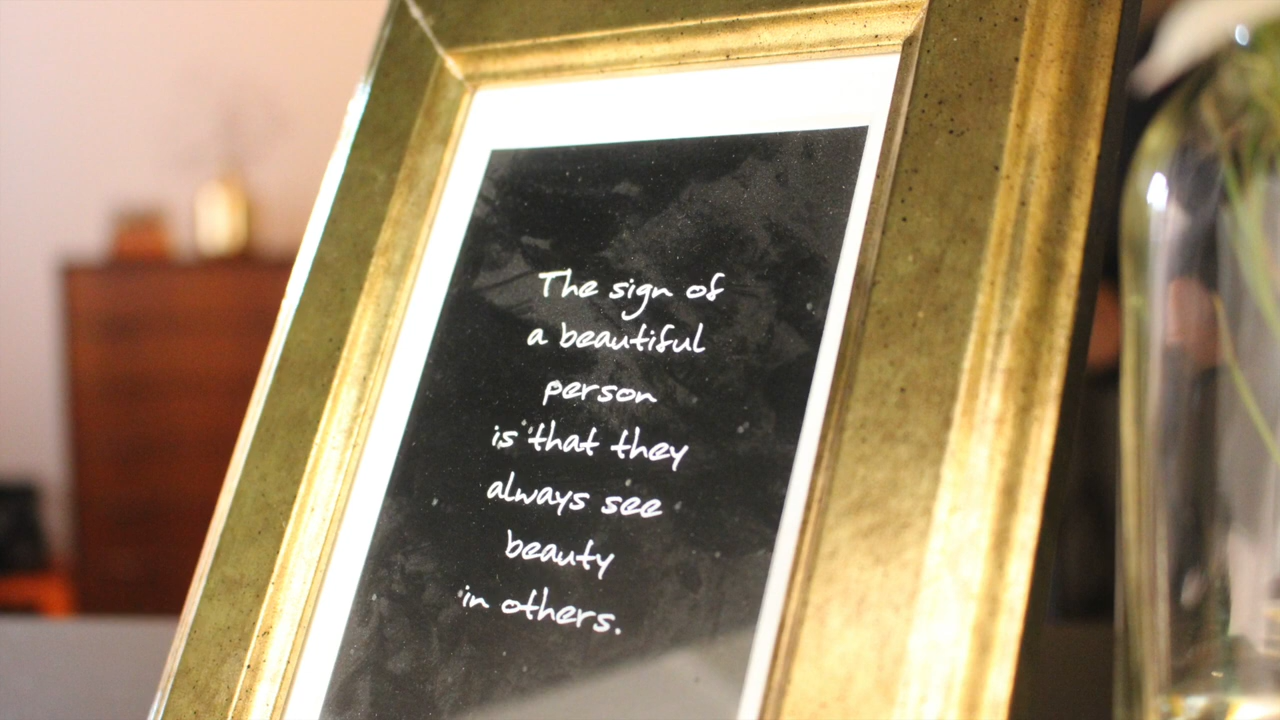 The sign of
a beautiful
person
is that they
always see
beauty
in others.